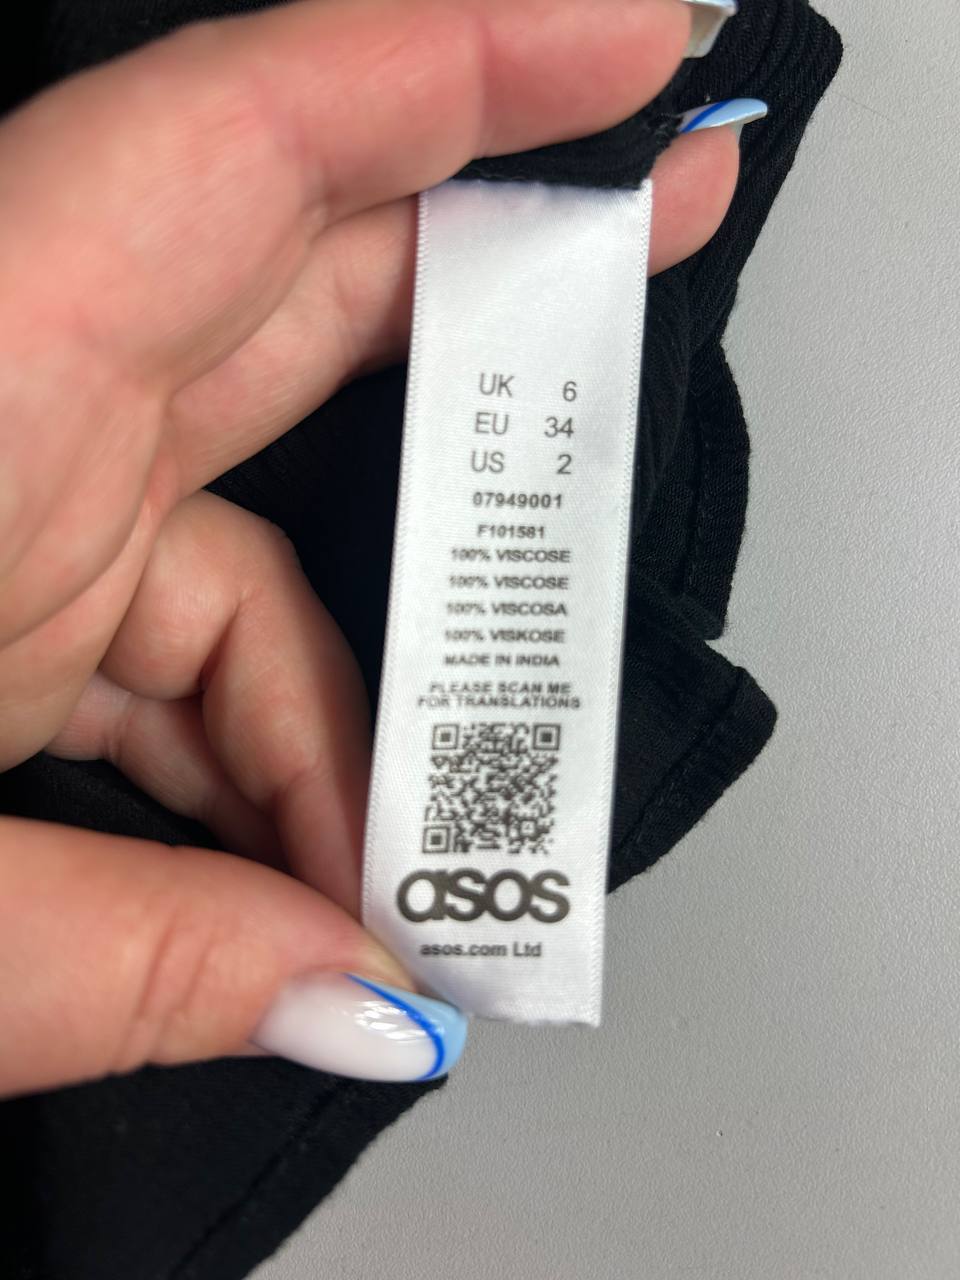 UK 6
EU 34
US 2
07949001
F101581
100% VISCOSE
100% VISCOSE
100% VISCOSA
100% VISKOSE
MADE IN INDIA
PLEASE SCAN ME
FOR TRANSLATIONS
asos
asos.com Ltd